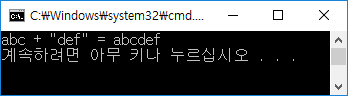 C:₩Windows₩system32₩cmd....
abc + "def" = abcdef
계속하려면 아무 키나 누르십시오 . . .